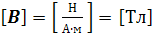 [B] = [Н/А·м] = [Тл]